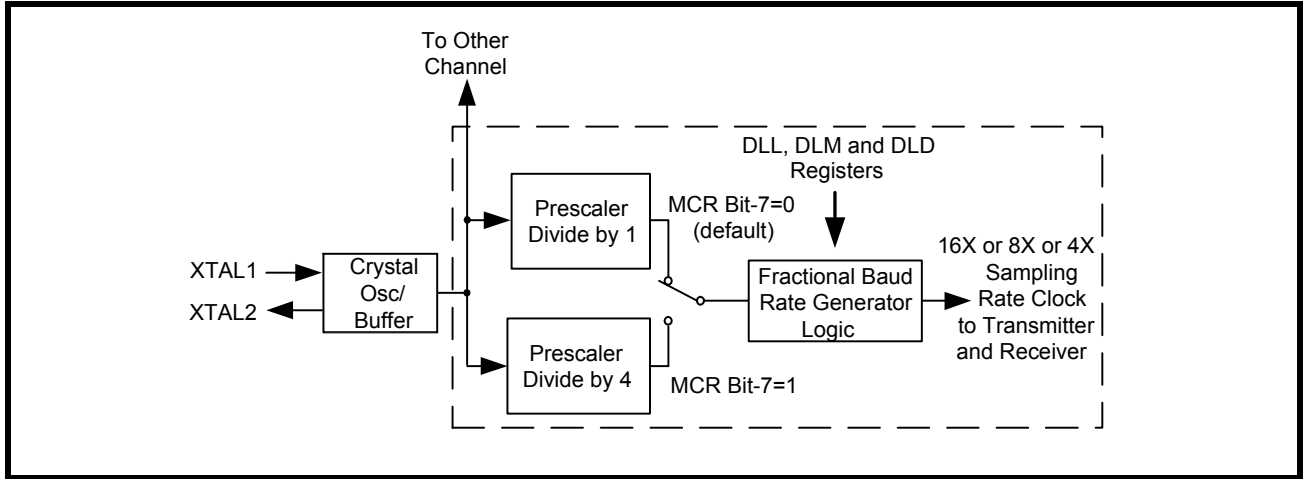 To Other
Channel
DLL, DLM and DLD
Registers
Prescaler
Divide by 1
MCR Bit-7=0
(default)
16X or 8X or 4X
Sampling
Rate Clock
to Transmitter
and Receiver
XTAL1
XTAL2
Crystal
Osc/
Buffer
Fractional Baud
Rate Generator
Logic
Prescaler
Divide by 4
MCR Bit-7=1